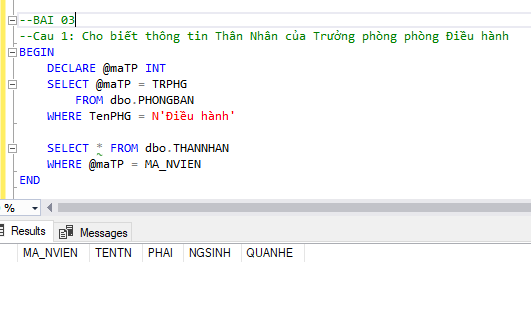 --BAI 03
--Cau 1: Cho biết thông tin Thân Nhân của Trưởng phòng phòng Điều hành
BEGIN
DECLARE @maTP INT
SELECT @maTP = TRPHG
FROM dbo.PHONGBAN
WHERE TenPHG = N'Điều hành'
SELECT * FROM dbo.THANNHAN
WHERE @maTP = MA_NVIEN
END
%
Results Messages
MA_NVIEN TENTN PHAI NGSINH QUANHE